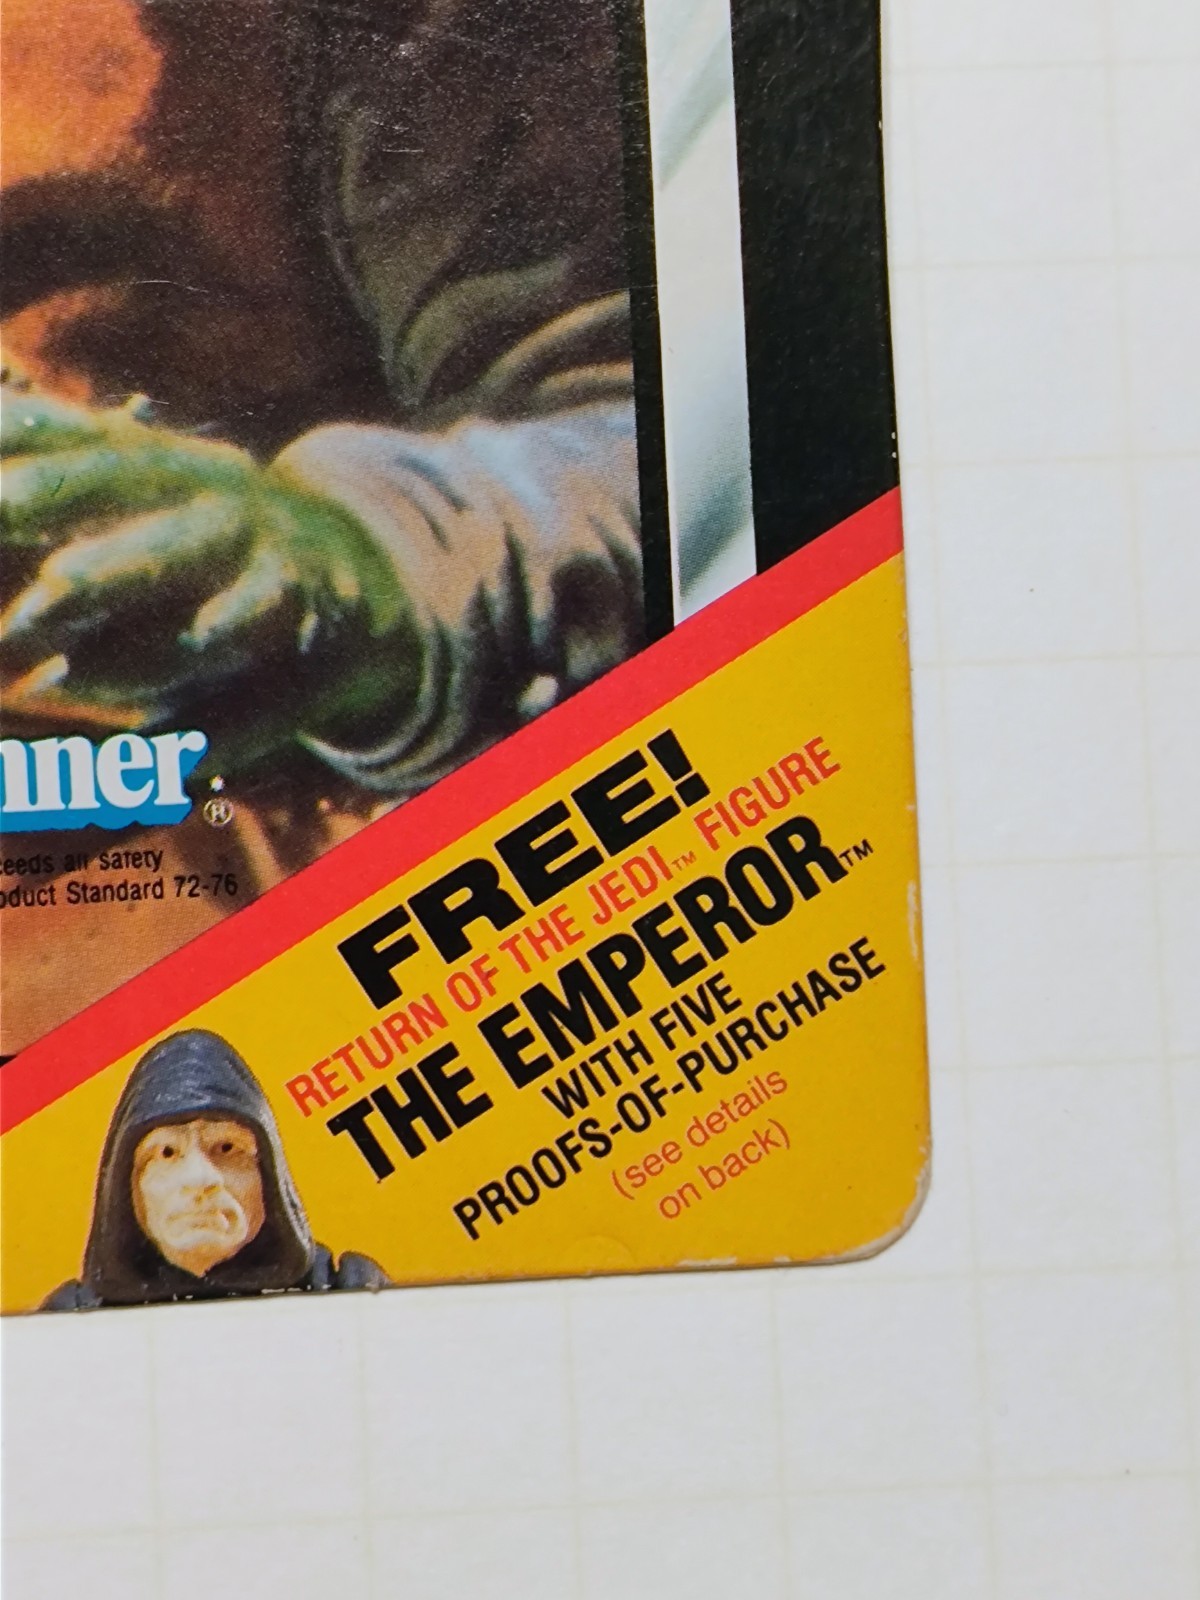 nner
®
ceeds all safety
oduct Standard 72-76
FREE!
RETURN OF THE JEDI™ FIGURE
THE EMPEROR™
WITH FIVE
PROOFS-OF-PURCHASE
(see details
on back)